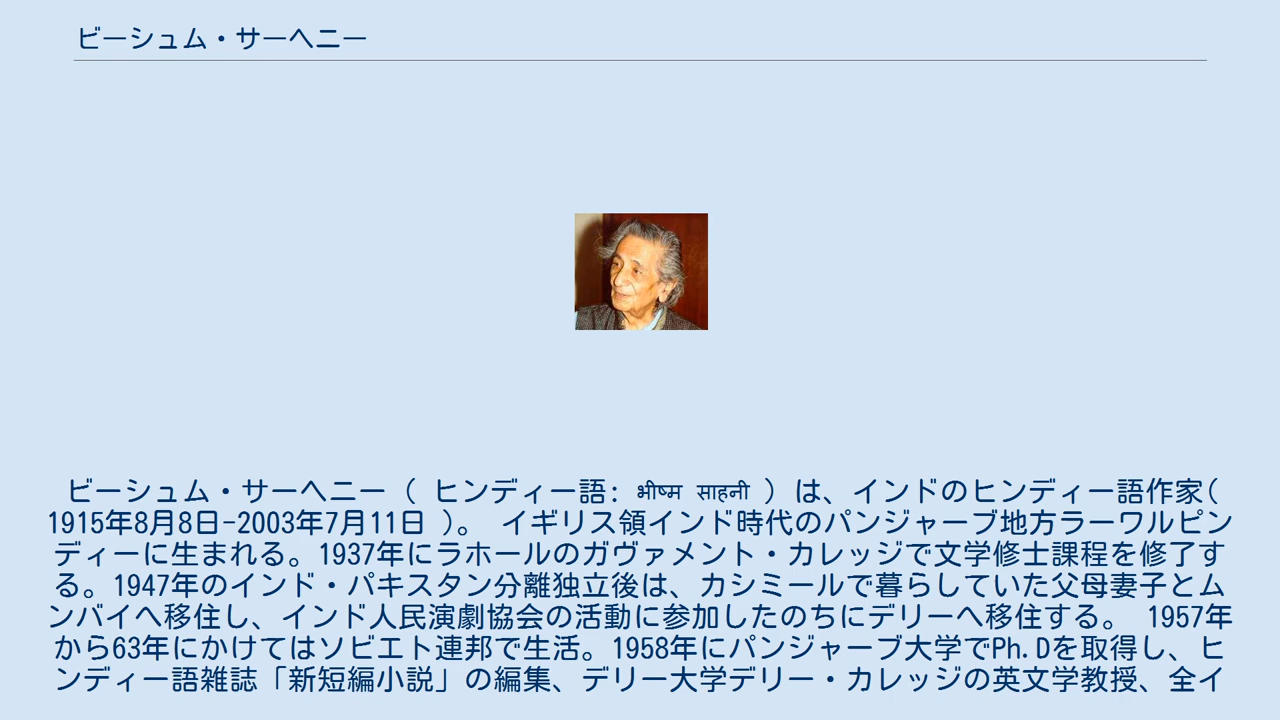 ビーシュム・サーヘニー
ビーシュム・サーヘニー ( ヒンディー語: भीष्म साहनी ) は、インドのヒンディー語作家(
1915年8月8日-2003年7月11日 )。 イギリス領インド時代のパンジャーブ地方ラーワルピン
ディーに生まれる。1937年にラホールのガヴァメント・カレッジで文学修士課程を修了す
る。1947年のインド・パキスタン分離独立後は、カシミールで暮らしていた父母妻子とム
ンバイへ移住し、インド人民演劇協会の活動に参加したのちにデリーへ移住する。 1957年
から63年にかけてはソビエト連邦で生活。1958年にパンジャーブ大学でPh.Dを取得し、ヒ
ンディー語雑誌「新短編小説」の編集、デリー大学デリー・カレッジの英文学教授、全イ